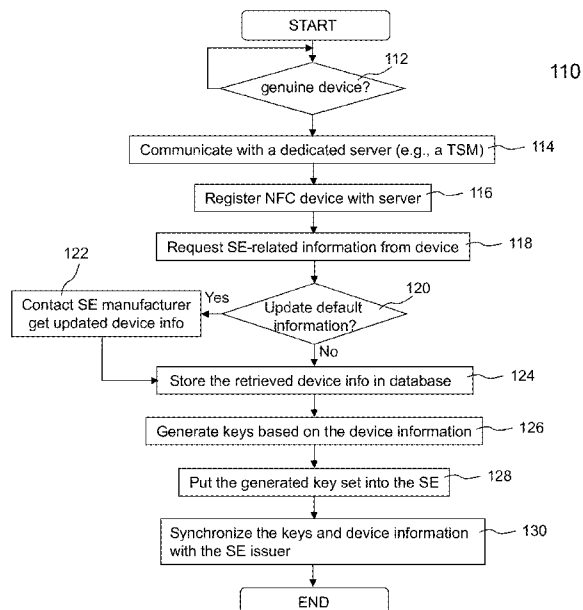 START
112
genuine device?
110
Communicate with a dedicated server (e.g., a TSM)
114
Register NFC device with server
116
Request SE-related information from device
118
122
120
Contact SE manufacturer
get updated device info
Yes
Update default
information?
No
Store the retrieved device info in database
124
Generate keys based on the device information
126
Put the generated key set into the SE
128
Synchronize the keys and device information
with the SE issuer
130
END